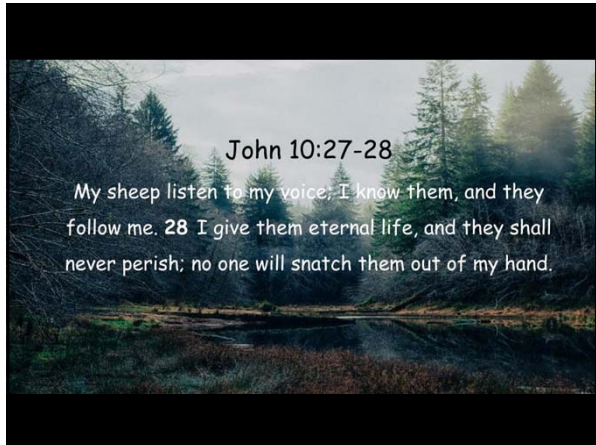 John 10:27-28
My sheep listen to my voice; I know them, and they
follow me. 28 I give them eternal life, and they shall
never perish; no one will snatch them out of my hand.